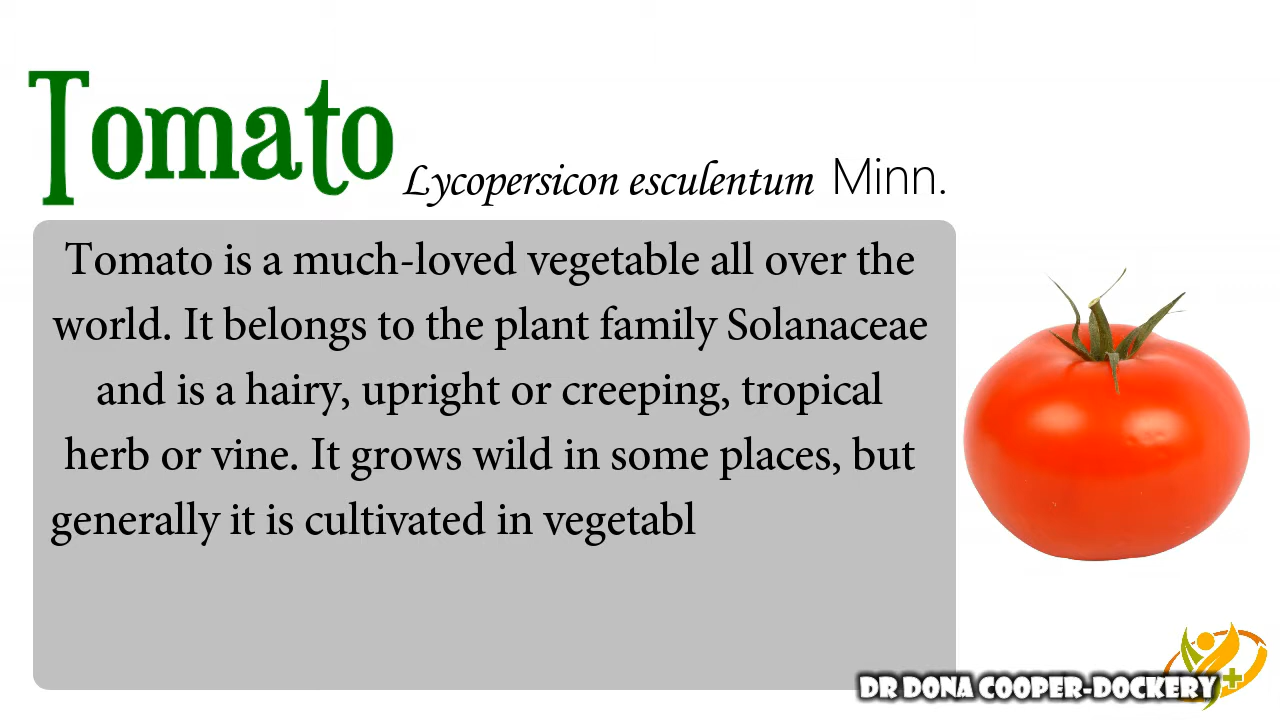 Tomato Lycopersicon esculentum Minn.
Tomato is a much-loved vegetable all over the
world. It belongs to the plant family Solanaceae
and is a hairy, upright or creeping, tropical
herb or vine. It grows wild in some places, but
generally it is cultivated in vegetabl
DR DONA COOPER-DOCKERY